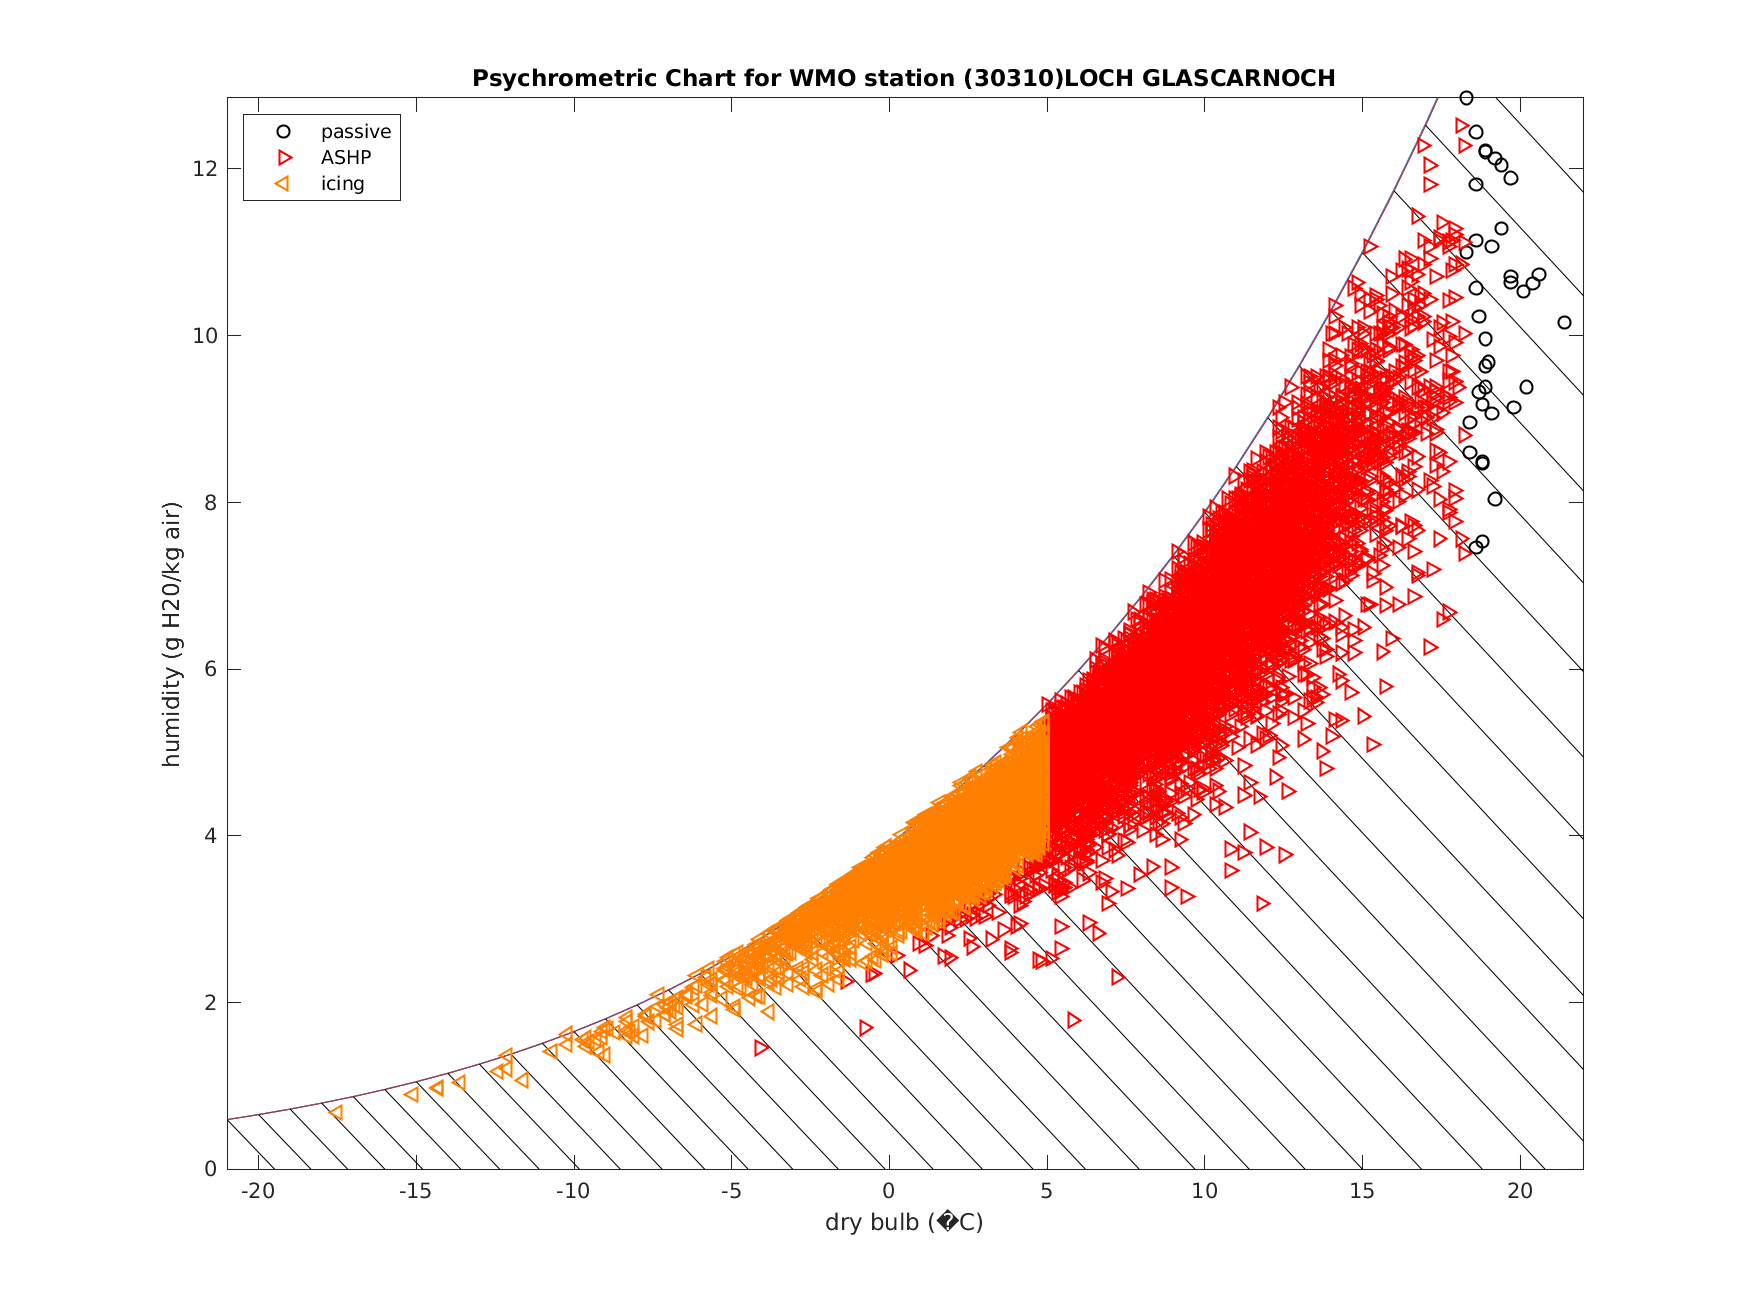 Psychrometric Chart for WMO station (30310)LOCH GLASCARNOCH
passive
ASHP
icing
humidity (g H20/kg air)
12
10
8
6
4
2
0
-20 -15 -10 -5 0 5 10 15 20
dry bulb (�C)